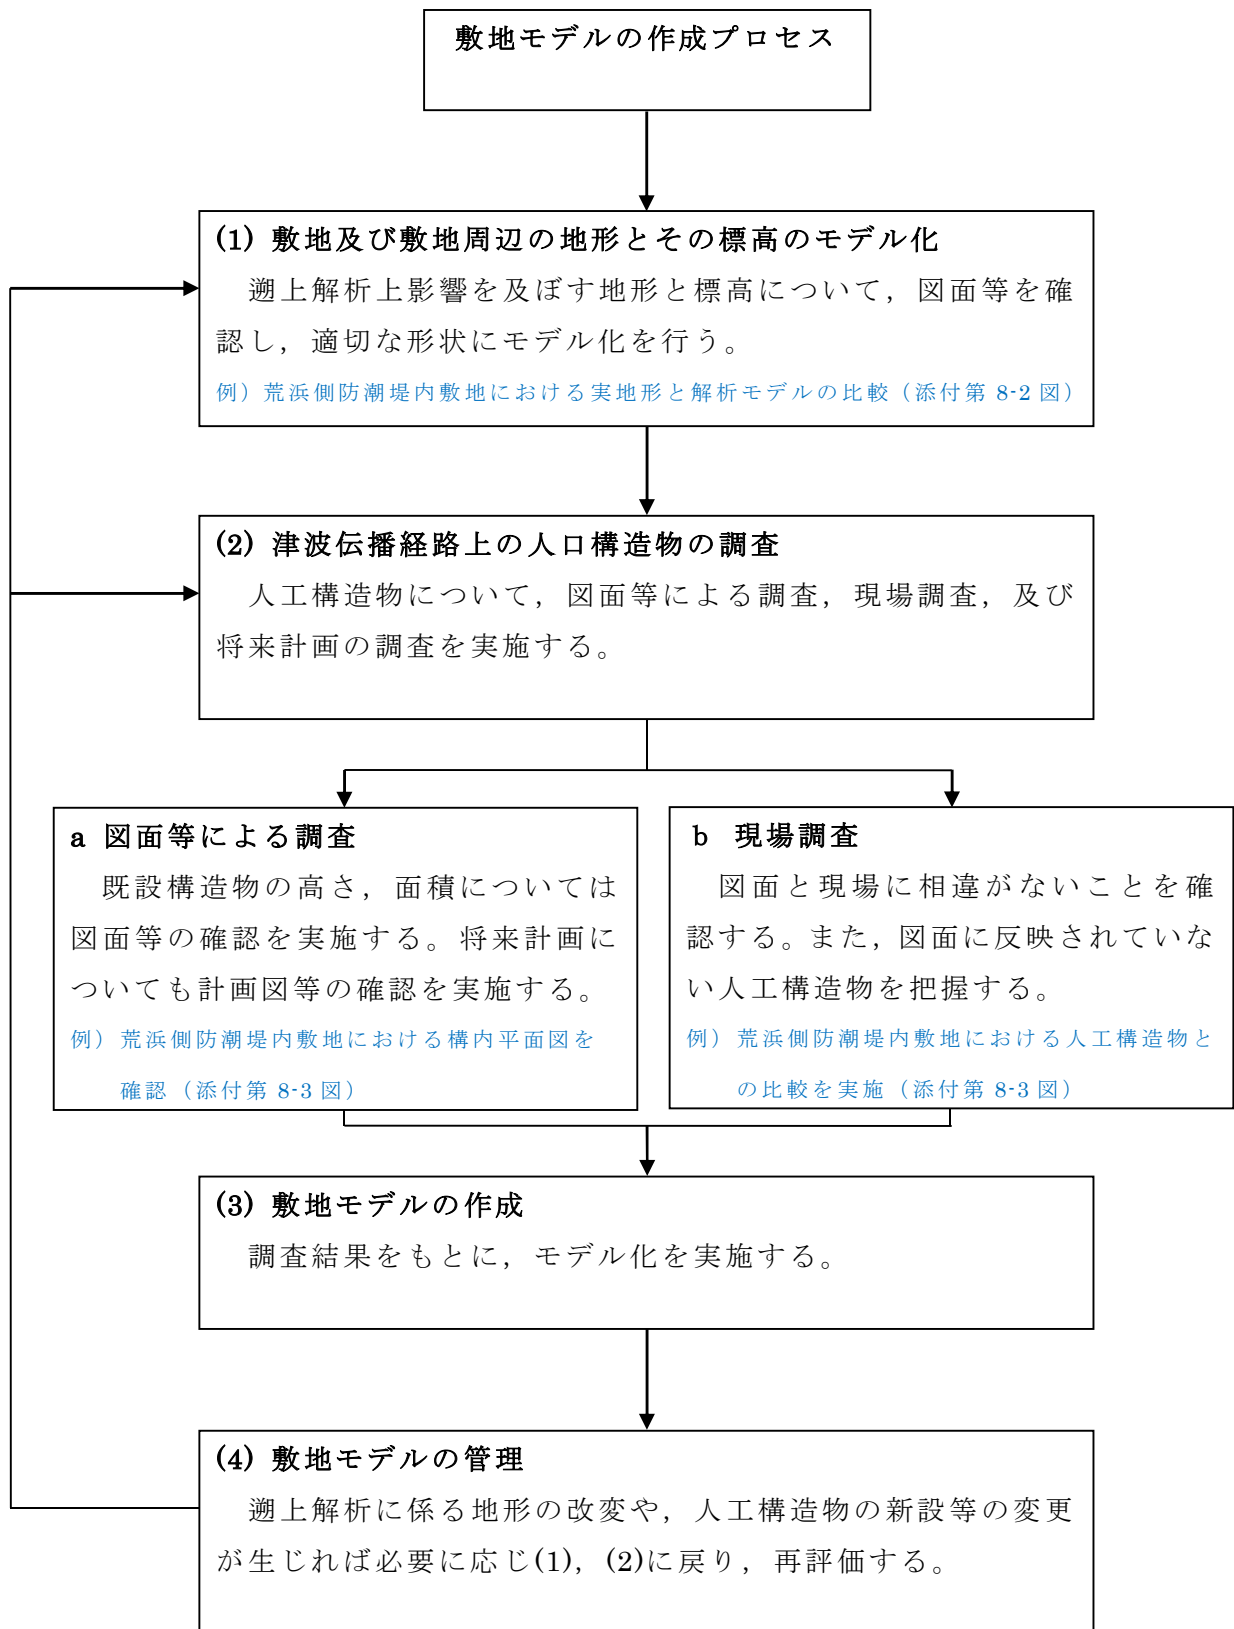 敷地モデルの作成プロセス
(1) 敷地及び敷地周辺の地形とその標高のモデル化
遡上解析上影響を及ぼす地形と標高について，図面等を確
認し，適切な形状にモデル化を行う。
例）荒浜側防潮堤内敷地における実地形と解析モデルの比較（添付第 8-2 図）
(2) 津波伝播経路上の人口構造物の調査
人工構造物について，図面等による調査，現場調査，及び
将来計画の調査を実施する。
a 図面等による調査
既設構造物の高さ，面積については
図面等の確認を実施する。将来計画に
ついても計画図等の確認を実施する。
例）荒浜側防潮堤内敷地における構内平面図を
確認（添付第 8-3 図）
b 現場調査
図面と現場に相違がないことを確
認する。また，図面に反映されていな
い人工構造物を把握する。
例）荒浜側防潮堤内敷地における人工構造物と
の比較を実施（添付第 8-3 図）
(3) 敷地モデルの作成
調査結果をもとに，モデル化を実施する。
(4) 敷地モデルの管理
遡上解析に係る地形の改変や，人工構造物の新設等の変更
が生じれば必要に応じ(1)，(2)に戻り，再評価する。